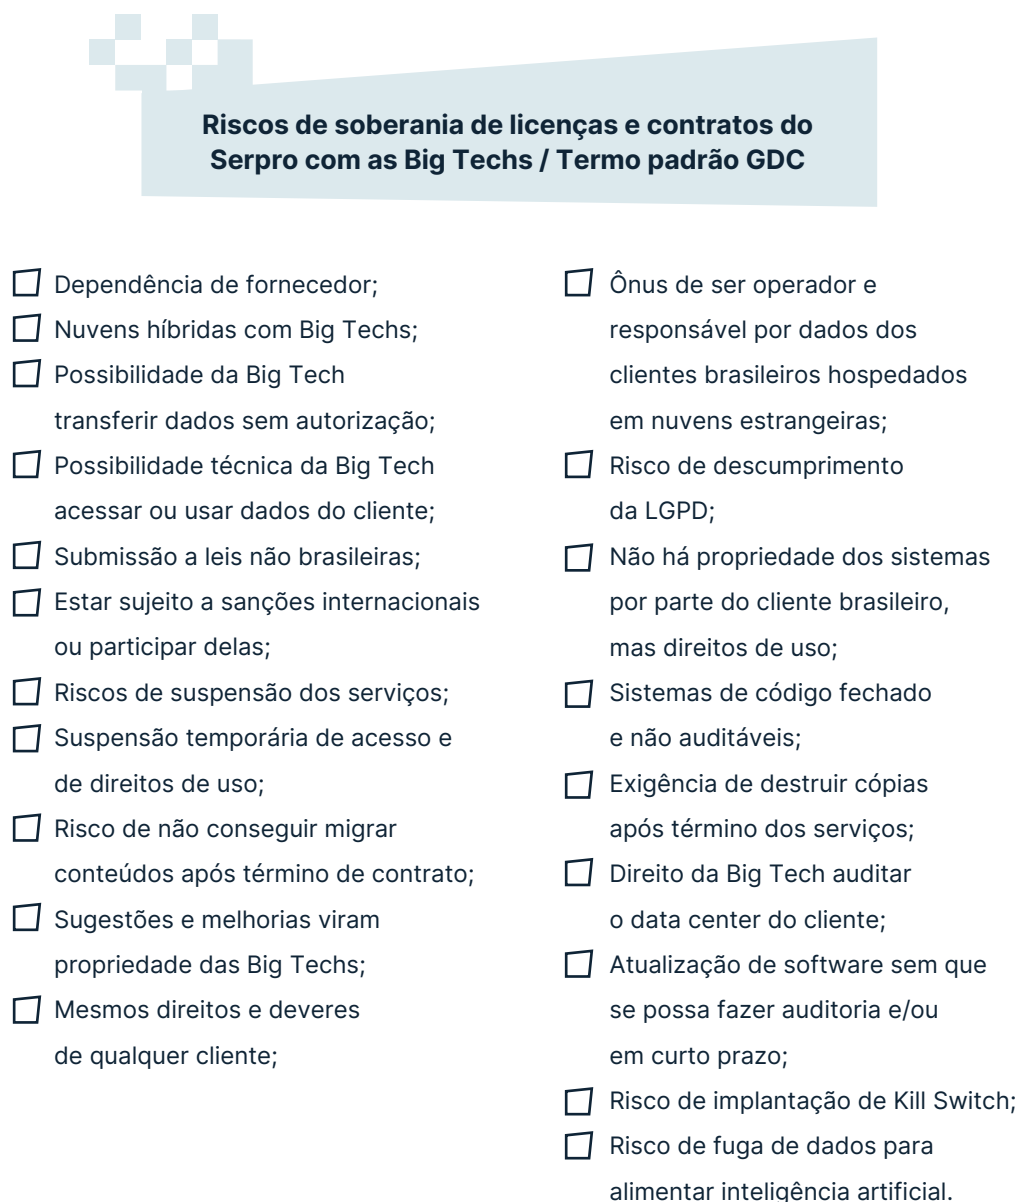 Riscos de soberania de licenças e contratos do
Serpro com as Big Techs / Termo padrão GDC
Dependência de fornecedor;
Nuvens híbridas com Big Techs;
Possibilidade da Big Tech
transferir dados sem autorização;
Possibilidade técnica da Big Tech
acessar ou usar dados do cliente;
Submissão a leis não brasileiras;
Estar sujeito a sanções internacionais
ou participar delas;
Riscos de suspensão dos serviços;
Suspensão temporária de acesso e
de direitos de uso;
Risco de não conseguir migrar
conteúdos após término de contrato;
Sugestões e melhorias viram
propriedade das Big Techs;
Mesmos direitos e deveres
de qualquer cliente;
Ônus de ser operador e
responsável por dados dos
clientes brasileiros hospedados
em nuvens estrangeiras;
Risco de descumprimento
da LGPD;
Não há propriedade dos sistemas
por parte do cliente brasileiro,
mas direitos de uso;
Sistemas de código fechado
e não auditáveis;
Exigência de destruir cópias
após término dos serviços;
Direito da Big Tech auditar
o data center do cliente;
Atualização de software sem que
se possa fazer auditoria e/ou
em curto prazo;
Risco de implantação de Kill Switch;
Risco de fuga de dados para
alimentar inteligência artificial.